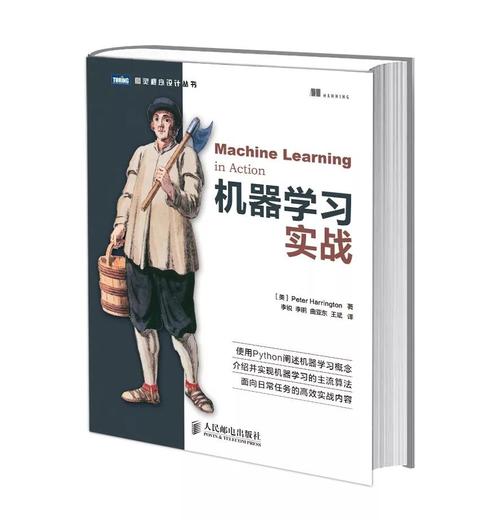 TURING
图灵程序设计丛书
MANNING
Machine Learning
in Action
机器学习
实战
[美] Peter Harrington 著
李锐 李鹏 曲亚东 王斌 译
使用Python阐述机器学习概念
介绍并实现机器学习的主流算法
面向日常任务的高效实战内容
人民邮电出版社
POSTS & TELECOM PRESS